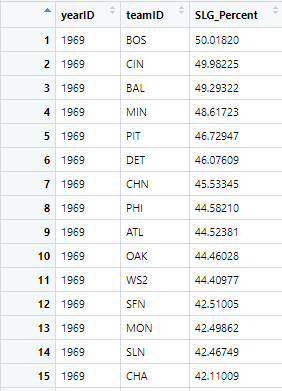 yearID teamID SLG_Percent
1 1969 BOS 50.01820
2 1969 CIN 49.98225
3 1969 BAL 49.29322
4 1969 MIN 48.61723
5 1969 PIT 46.72947
6 1969 DET 46.07609
7 1969 CHN 45.53345
8 1969 PHI 44.58210
9 1969 ATL 44.52381
10 1969 OAK 44.46028
11 1969 WS2 44.40977
12 1969 SFN 42.51005
13 1969 MON 42.49862
14 1969 SLN 42.46749
15 1969 CHA 42.11009